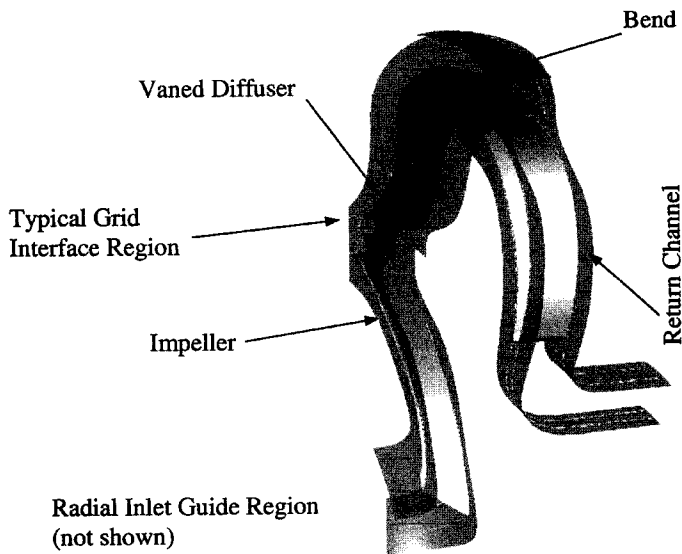 Bend
Vaned Diffuser
Typical Grid
Interface Region
Return Channel
Impeller
Radial Inlet Guide Region
(not shown)